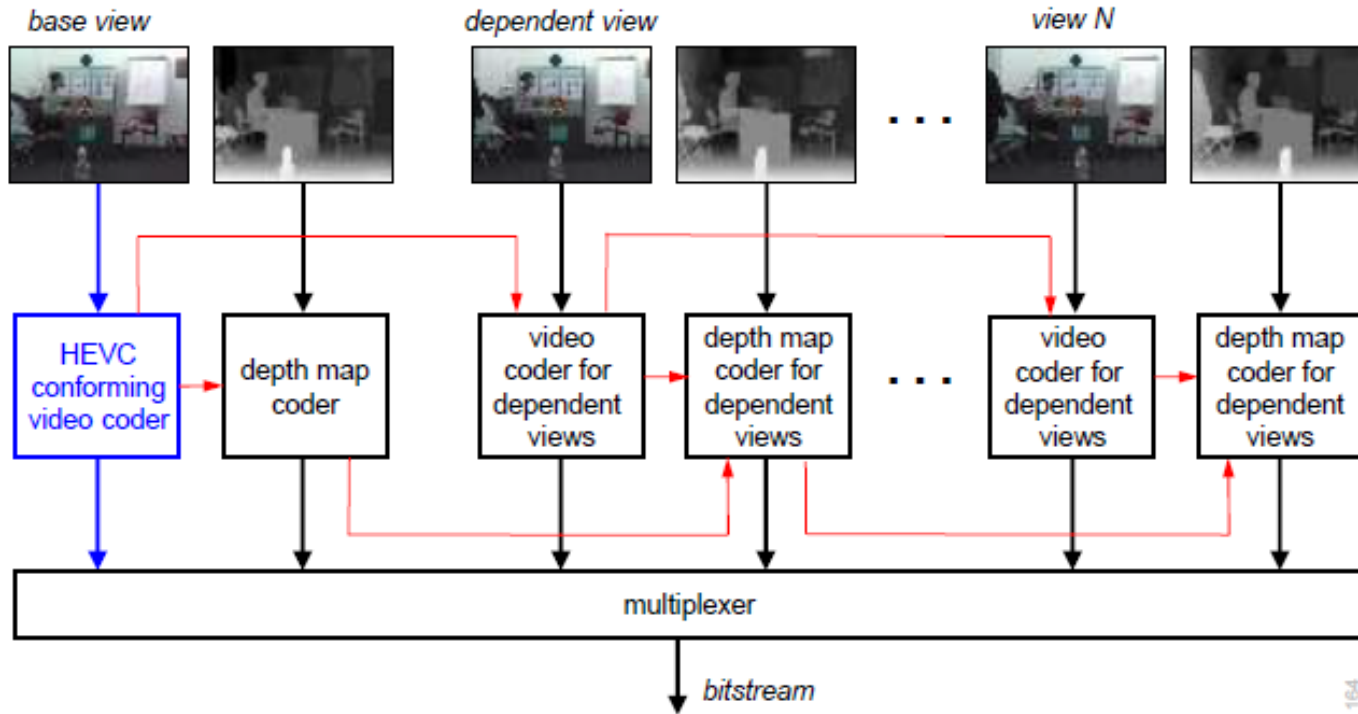 base view
dependent view
view N
. . .
HEVC
conforming
video coder
depth map
coder
video
coder for
dependent
views
depth map
coder for
dependent
views
. . .
video
coder for
dependent
views
depth map
coder for
dependent
views
multiplexer
bitstream
164